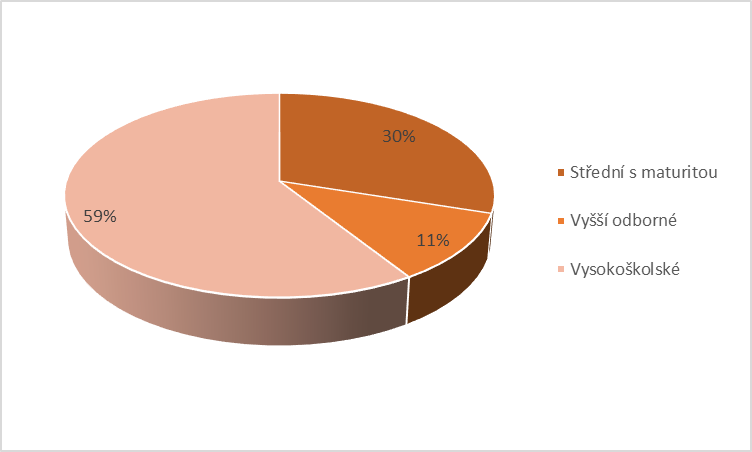 30%
11%
59%
Střední s maturitou
Vyšší odborné
Vysokoškolské